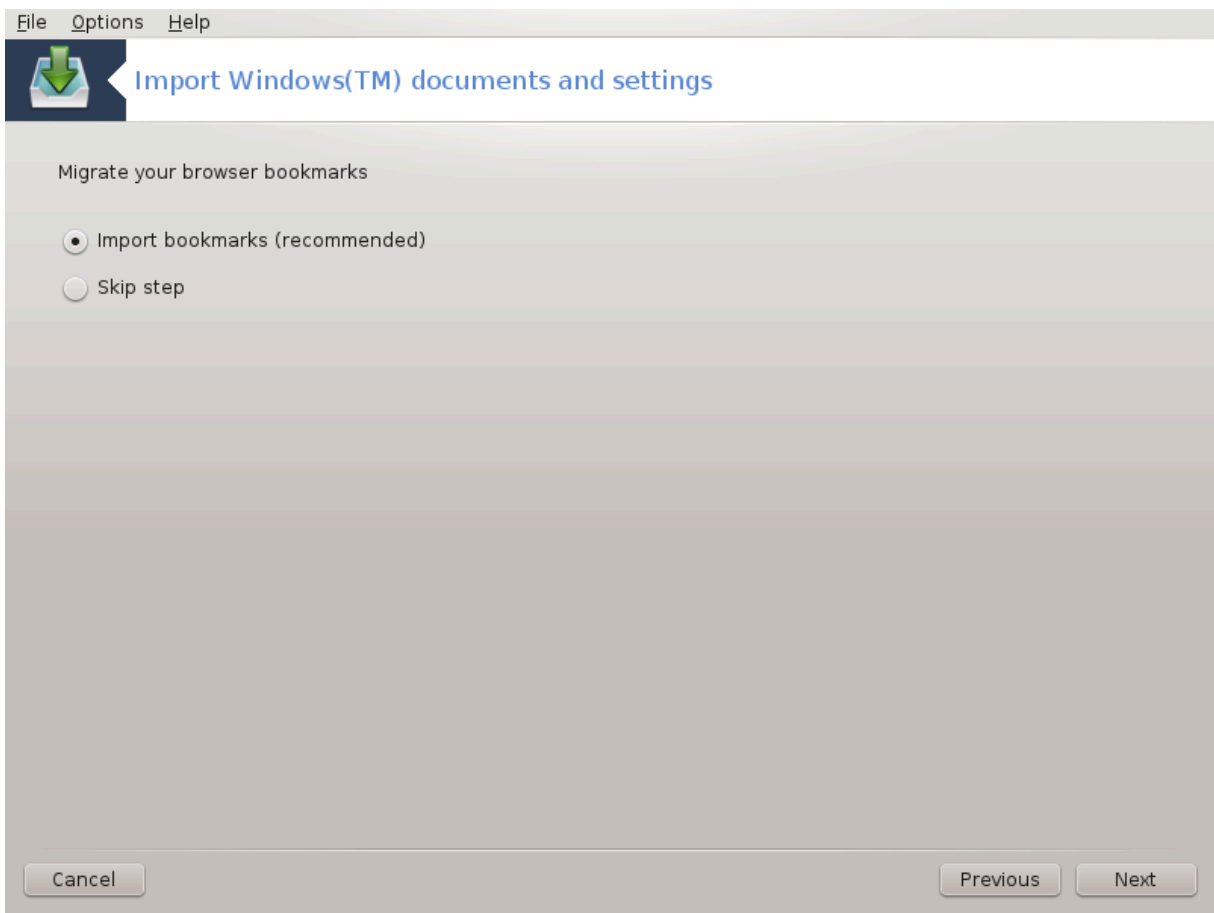 File Options Help
Import Windows(TM) documents and settings
Migrate your browser bookmarks
Import bookmarks (recommended)
Skip step
Cancel Previous Next